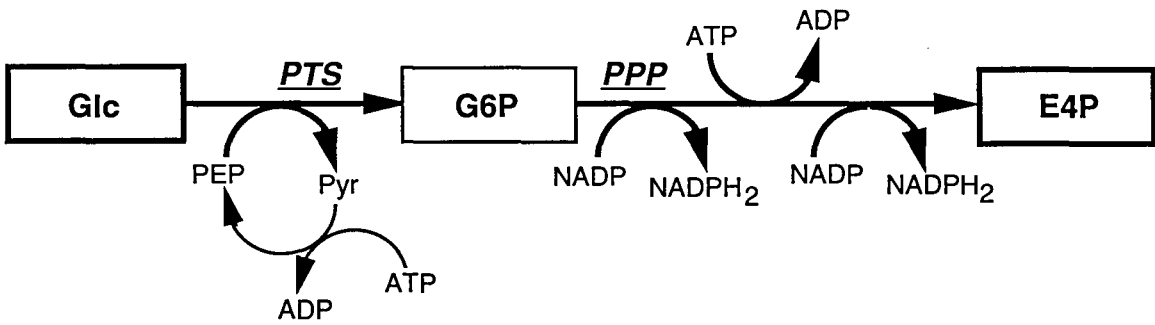 ADP
ATP
PTS
PPP
Glc
G6P
E4P
PEP
Pyr
NADP
NADPH2
NADP
NADPH2
ADP
ATP